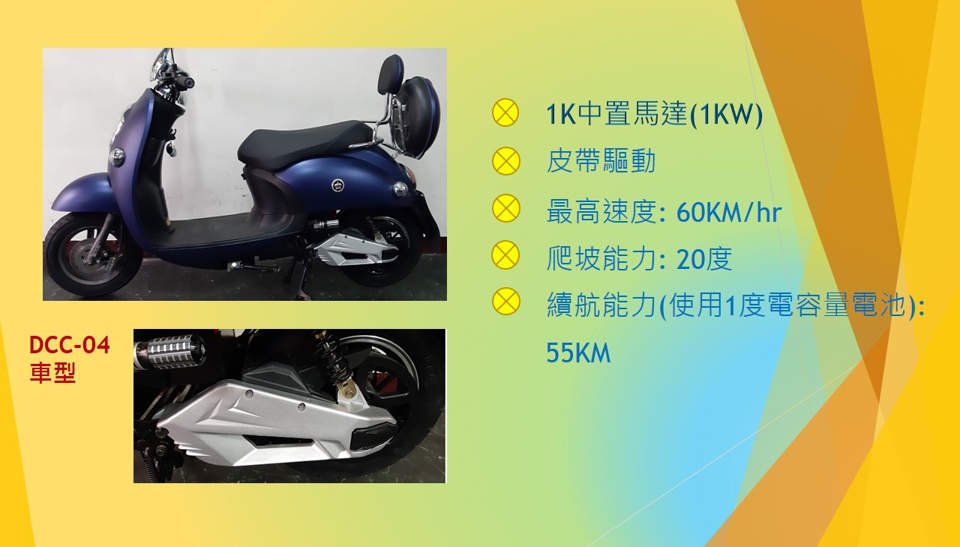 1K中置馬達(1KW)
皮帶驅動
最高速度: 60KM/hr
爬坡能力: 20度
續航能力(使用1度電容量電池):
55KM
DCC-04
車型